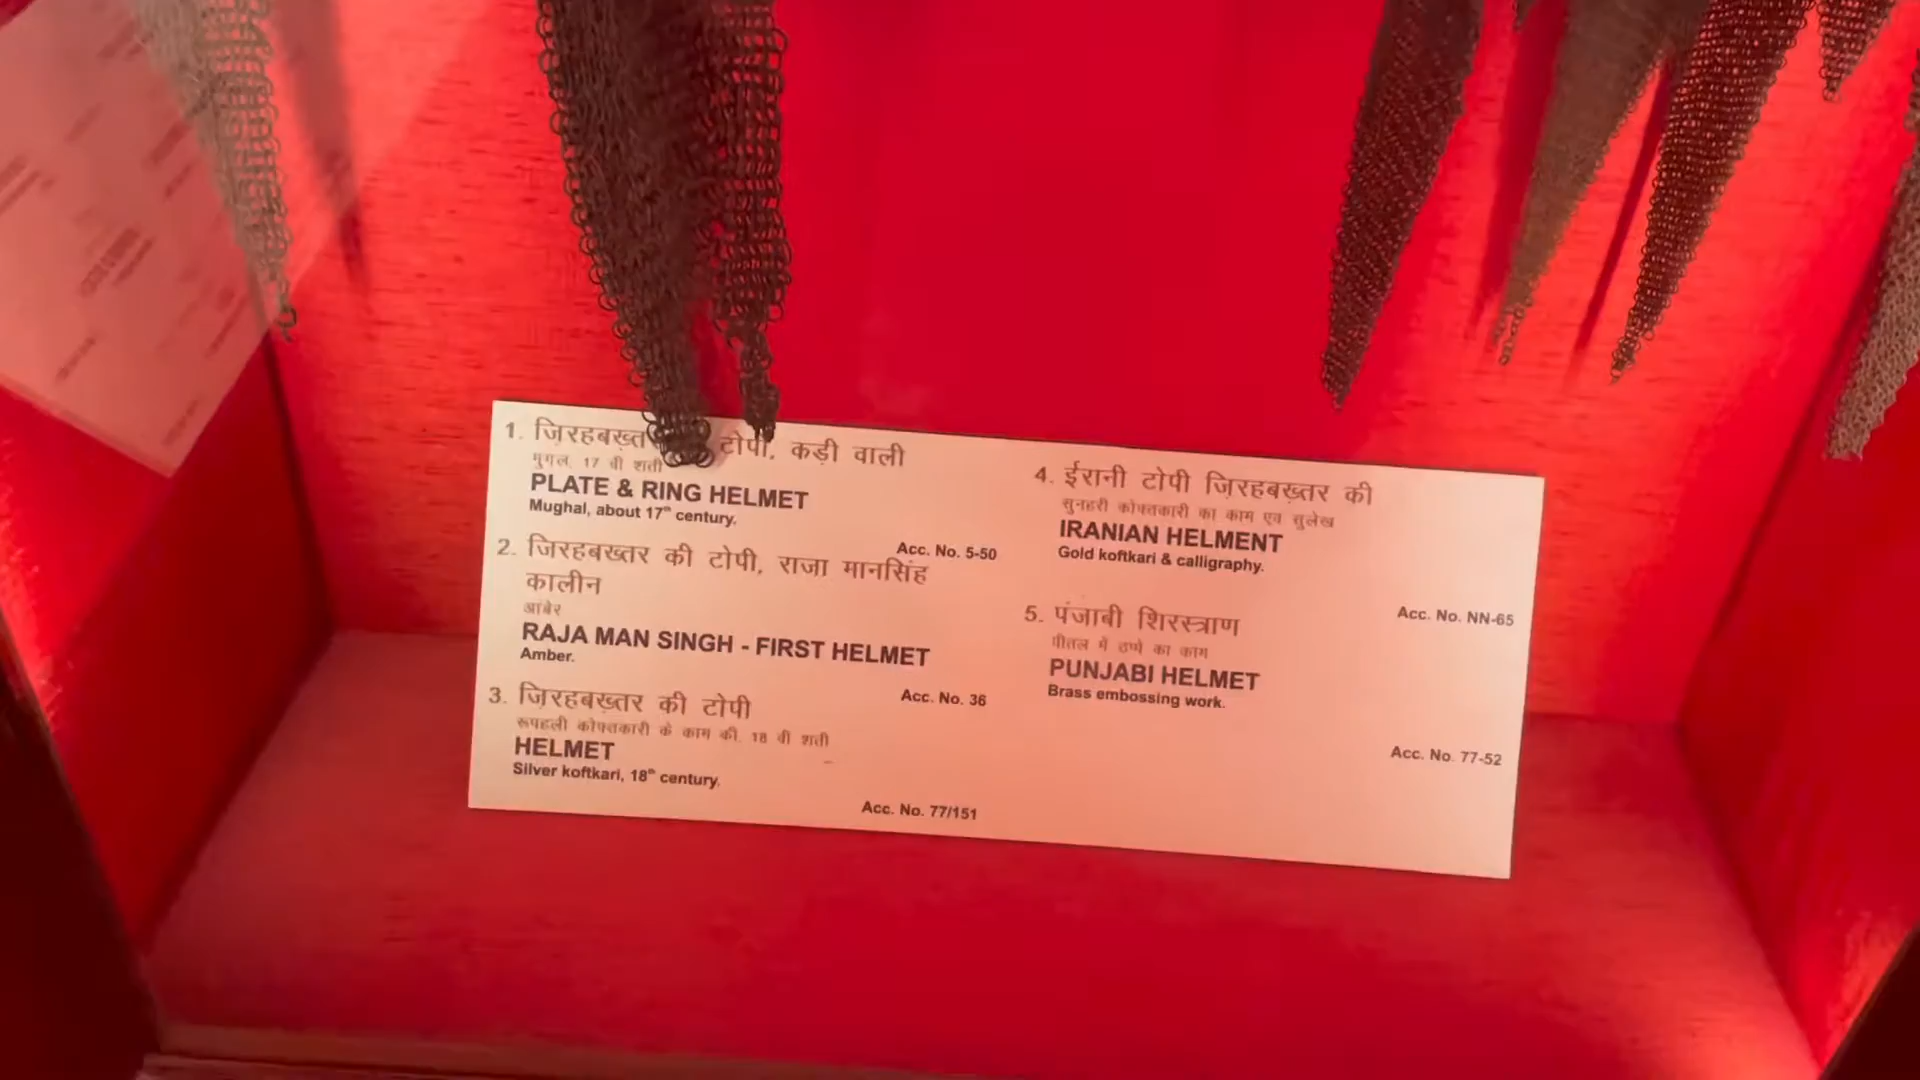 1. ज़िरहबख़्त टोपी, कड़ी वाली
मुगल, 17 वी शती
PLATE & RING HELMET
Mughal, about 17th century.
Acc. No. 5-50
2. जिरहबख्तर की टोपी, राजा मानसिंह
कालीन
आंबेर
RAJA MAN SINGH - FIRST HELMET
Amber.
Acc. No. 36
3. ज़िरहबख़्तर की टोपी
रूपहली कोफ्तकारी के काम की, 18 वी शती
HELMET
Silver koftkari, 18th century.
Acc. No. 77/151
4. ईरानी टोपी ज़िरहबख़्तर की
सुनहरी कोफ्तकारी का काम एवं सुलेख
IRANIAN HELMENT
Gold koftkari & calligraphy.
Acc. No. NN-65
5. पंजाबी शिरस्त्राण
पीतल में ठप्पे का काम
PUNJABI HELMET
Brass embossing work.
Acc. No. 77-52